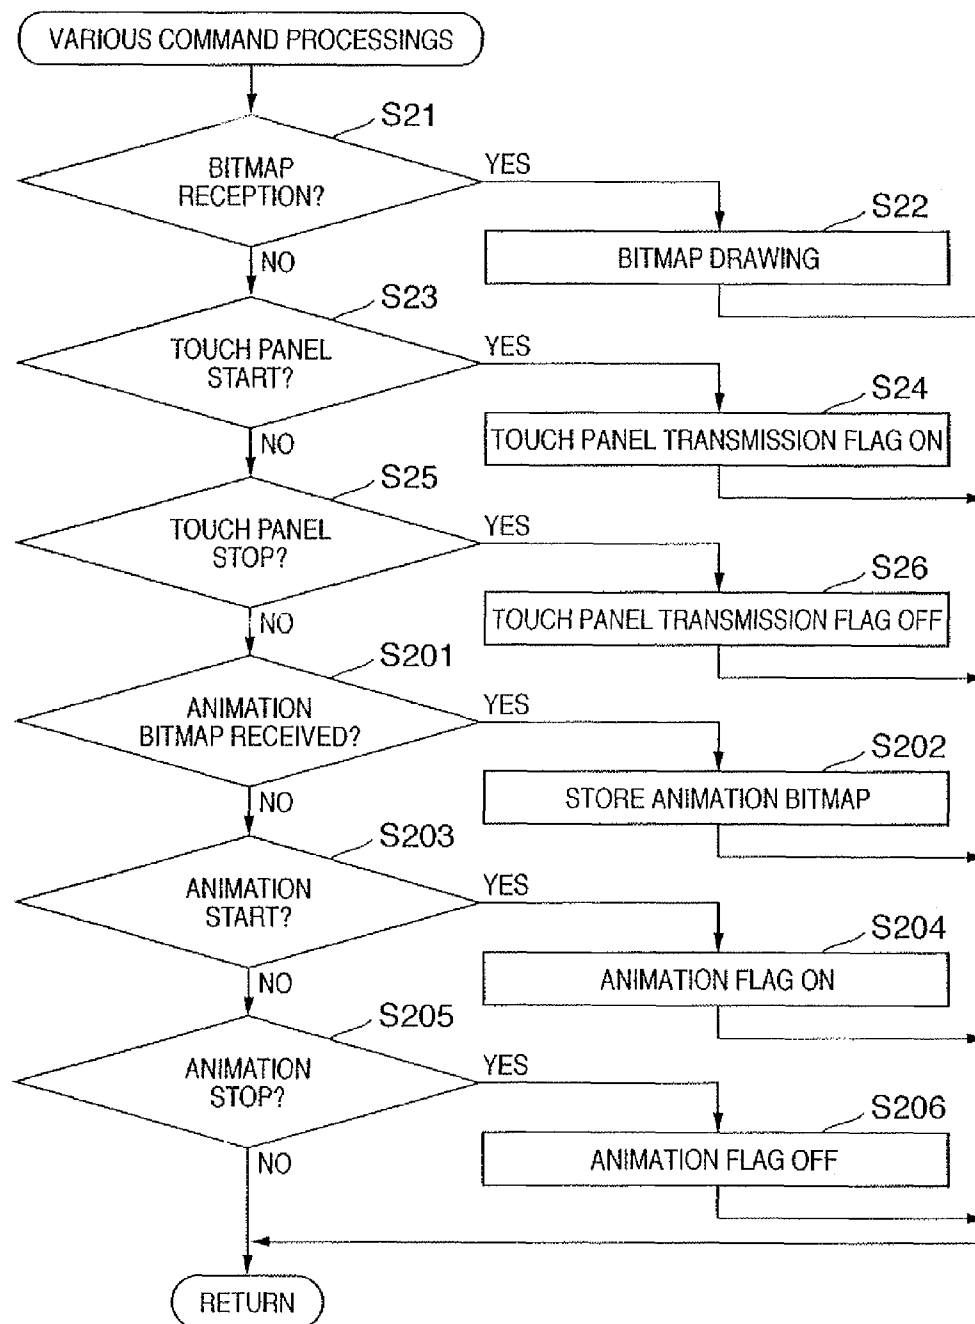 VARIOUS COMMAND PROCESSINGS
S21
BITMAP
RECEPTION?
YES
S22
BITMAP DRAWING
NO
S23
TOUCH PANEL
START?
YES
S24
TOUCH PANEL TRANSMISSION FLAG ON
NO
S25
TOUCH PANEL
STOP?
YES
S26
TOUCH PANEL TRANSMISSION FLAG OFF
NO
S201
ANIMATION
BITMAP RECEIVED?
YES
S202
STORE ANIMATION BITMAP
NO
S203
ANIMATION
START?
YES
S204
ANIMATION FLAG ON
NO
S205
ANIMATION
STOP?
YES
S206
ANIMATION FLAG OFF
NO
RETURN